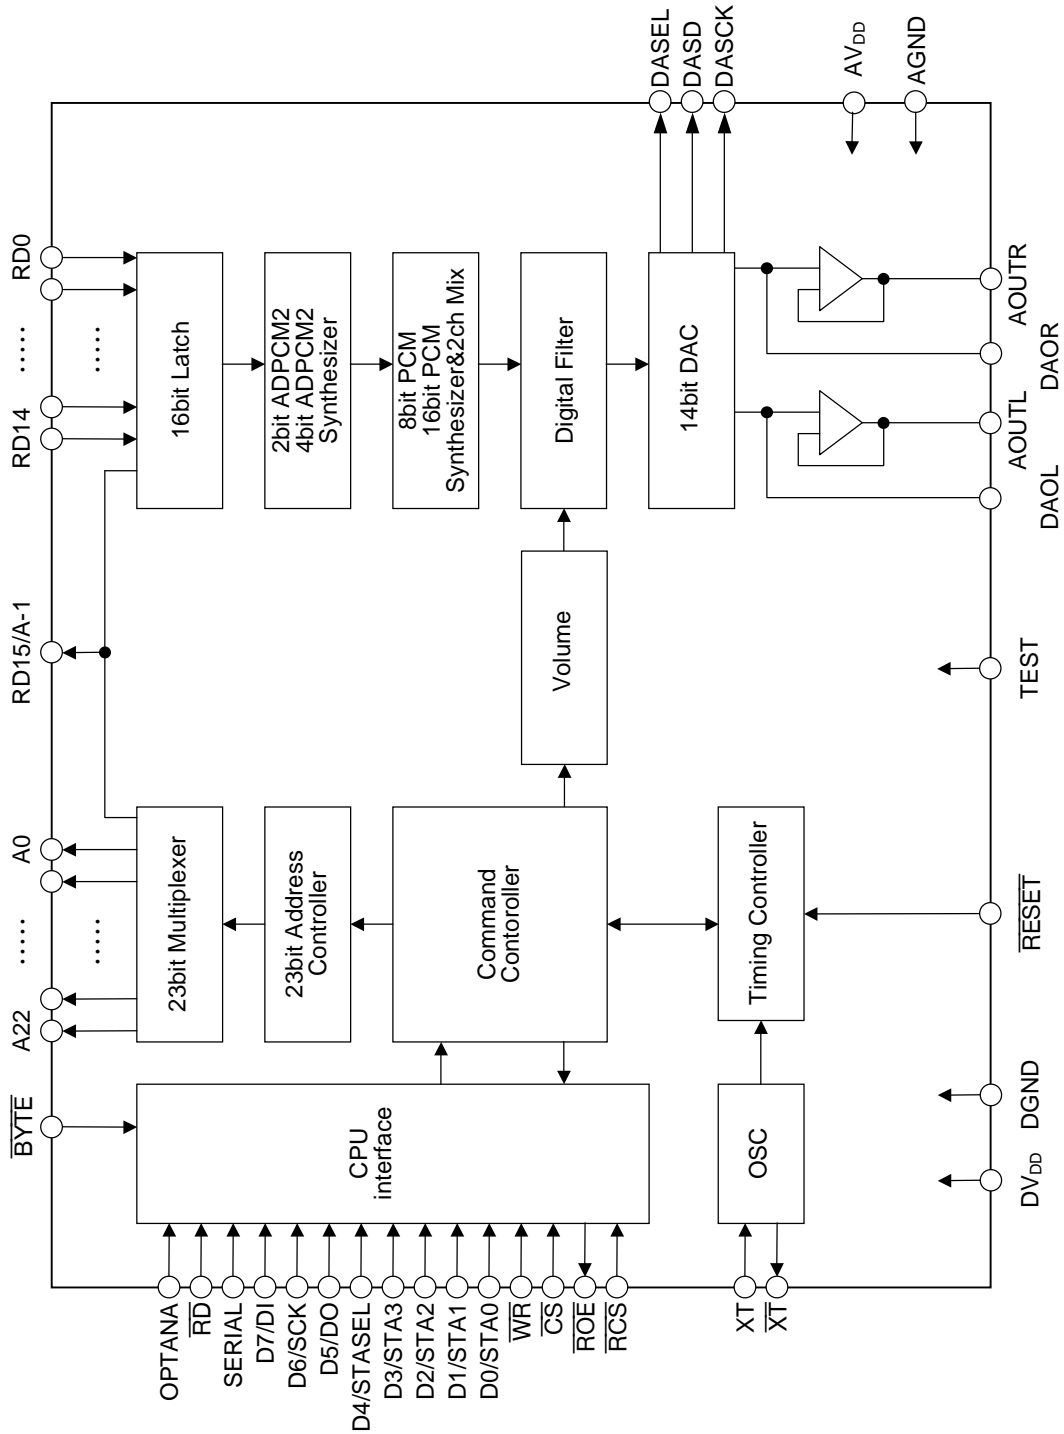 OPTANA
RD
SERIAL
D7/DI
D6/SCK
D5/DO
D4/STASEL
D3/STA3
D2/STA2
D1/STA1
D0/STA0
WR
CS
ROE
RCS
XT
XT
BYTE
A22
.....
A0
RD15/A-1
RD14
.....
RD0
.....
.....
CPU
interface
23bit Multiplexer
23bit Address
Controller
Command
Contoroller
OSC
Timing Controller
Volume
16bit Latch
2bit ADPCM2
4bit ADPCM2
Synthesizer
8bit PCM
16bit PCM
Synthesizer&2ch Mix
Digital Filter
14bit DAC
DASEL
DASD
DASCK
AVDD
AGND
DVDD
DGND
RESET
TEST
DAOL
AOUTL
DAOR
AOUTR